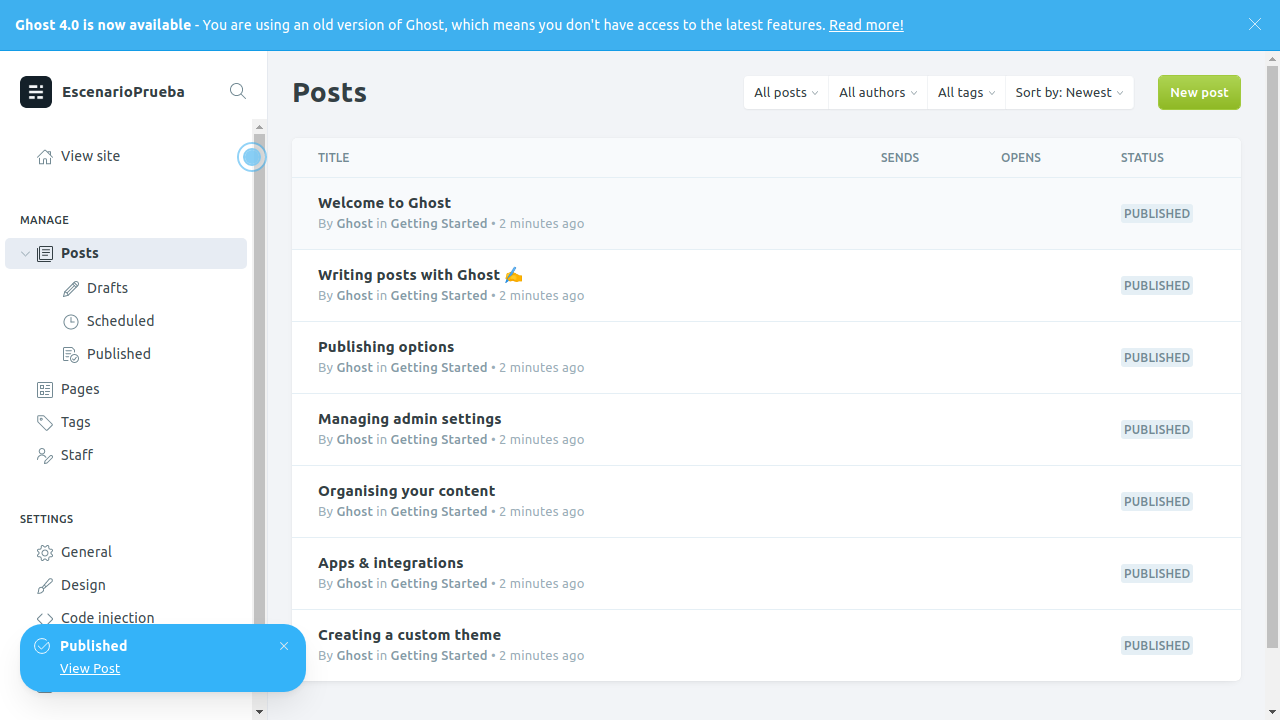 Ghost 4.0 is now available - You are using an old version of Ghost, which means you don't have access to the latest features. Read more!
EscenarioPrueba
View site
MANAGE
Posts
Drafts
Scheduled
Published
Pages
Tags
Staff
SETTINGS
General
Design
Code injection
Published
View Post
Posts
All posts
All authors
All tags
Sort by: Newest
New post
TITLE SENDS OPENS STATUS
Welcome to Ghost
By Ghost in Getting Started • 2 minutes ago
PUBLISHED
Writing posts with Ghost ✍️
By Ghost in Getting Started • 2 minutes ago
PUBLISHED
Publishing options
By Ghost in Getting Started • 2 minutes ago
PUBLISHED
Managing admin settings
By Ghost in Getting Started • 2 minutes ago
PUBLISHED
Organising your content
By Ghost in Getting Started • 2 minutes ago
PUBLISHED
Apps & integrations
By Ghost in Getting Started • 2 minutes ago
PUBLISHED
Creating a custom theme
By Ghost in Getting Started • 2 minutes ago
PUBLISHED